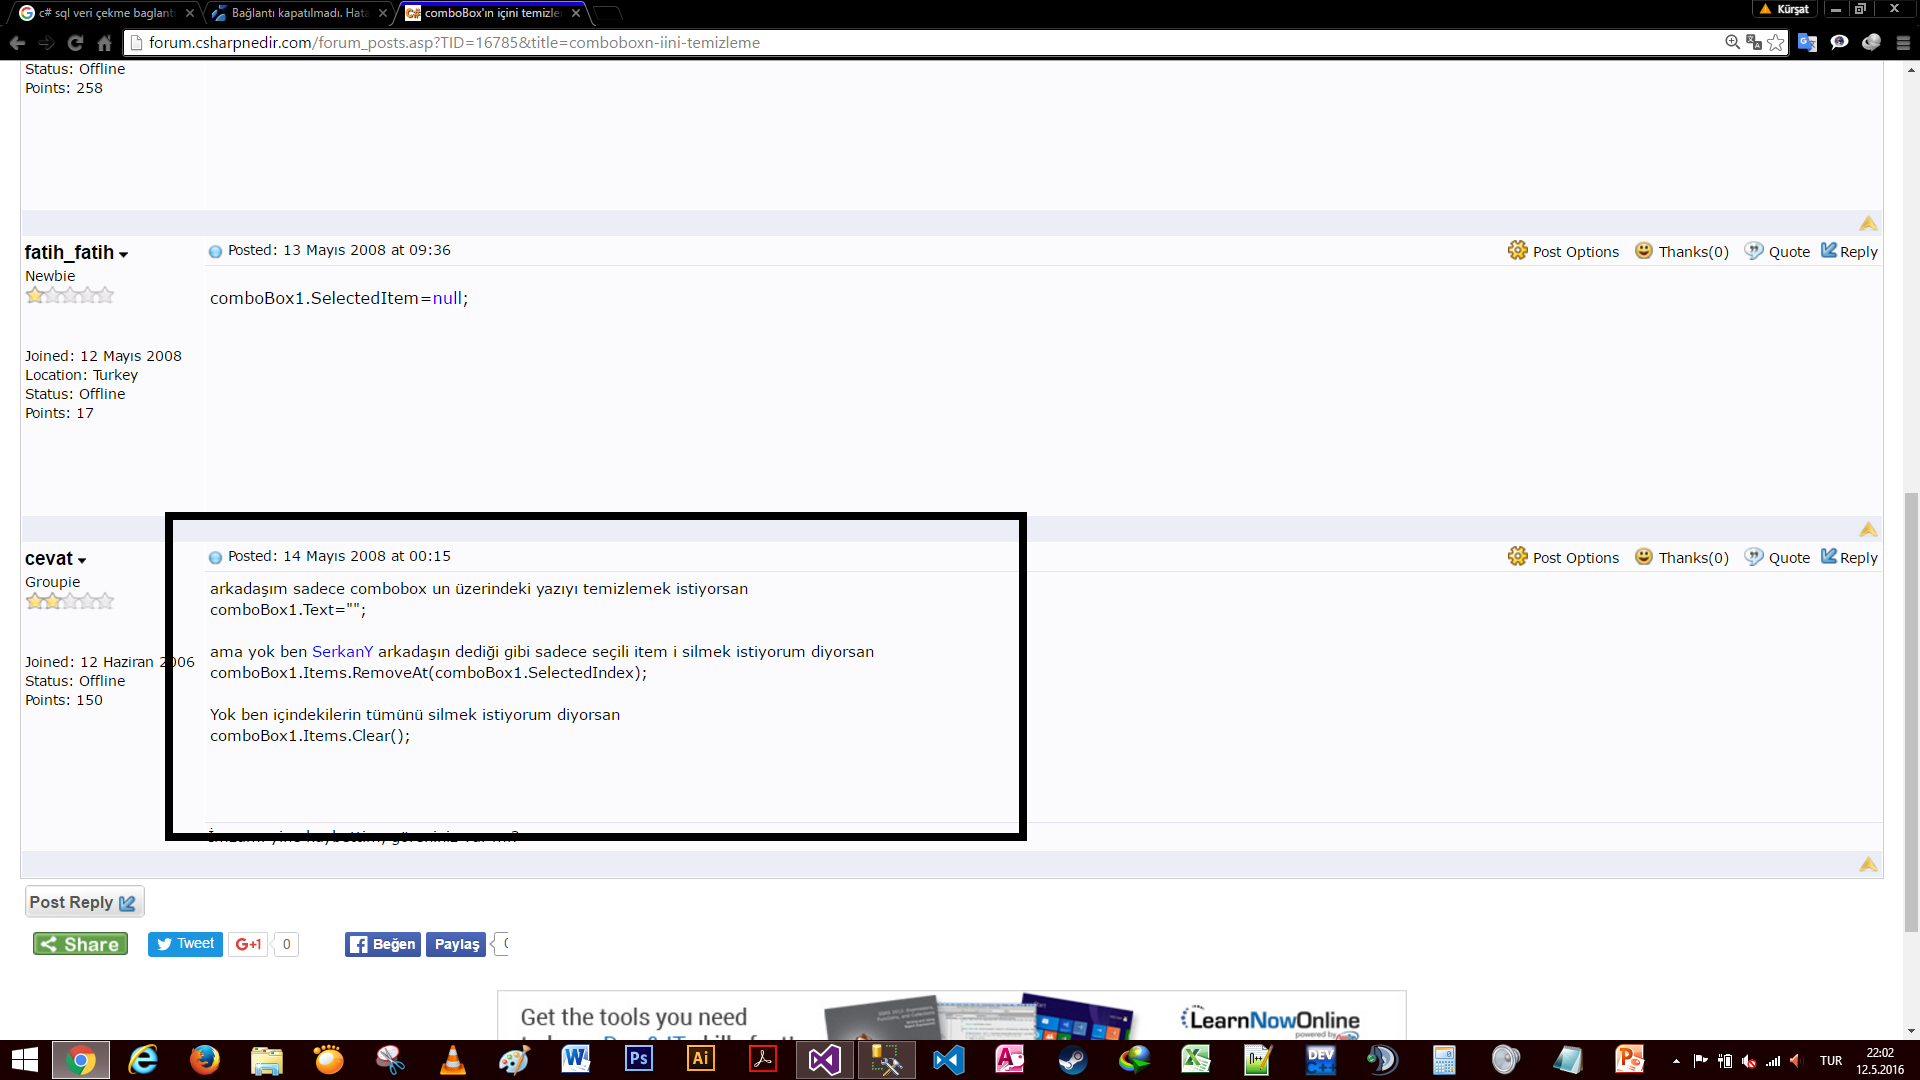 c# sql veri çekme baglant
Bağlantı kapatılmadı. Hata
comboBox'ın içini temizle
Kürşat
forum.csharpnedir.com/forum_posts.asp?TID=16785&title=comboboxn-iini-temizleme
Status: Offline
Points: 258
fatih_fatih
Posted: 13 Mayıs 2008 at 09:36
Post Options Thanks(0) Quote Reply
Newbie
comboBox1.SelectedItem=null;
Joined: 12 Mayıs 2008
Location: Turkey
Status: Offline
Points: 17
cevat
Posted: 14 Mayıs 2008 at 00:15
Post Options Thanks(0) Quote Reply
Groupie
arkadaşım sadece combobox un üzerindeki yazıyı temizlemek istiyorsan
comboBox1.Text="";
ama yok ben SerkanY arkadaşın dediği gibi sadece seçili item i silmek istiyorum diyorsan
comboBox1.Items.RemoveAt(comboBox1.SelectedIndex);
Yok ben içindekilerin tümünü silmek istiyorum diyorsan
comboBox1.Items.Clear();
Joined: 12 Haziran 2006
Status: Offline
Points: 150
Post Reply
Share
Tweet
G+1
0
Beğen
Paylaş
Get the tools you need
LearnNowOnline
powered by
W
Ps
Ai
DEV
C++
TUR
22:02
12.5.2016